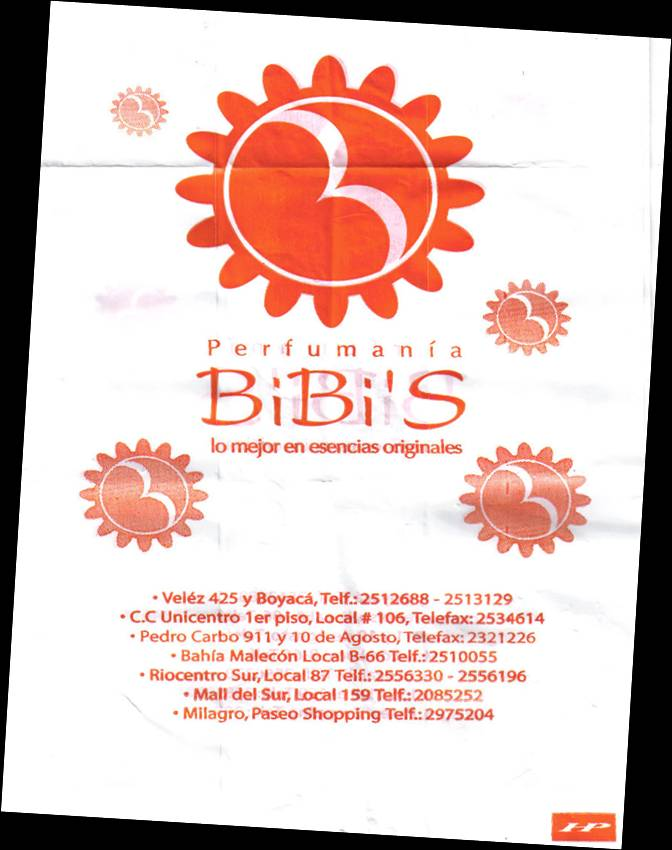 Perfumanía
BiBi'S
lo mejor en esencias originales
• Veléz 425 y Boyacá, Telf.: 2512688 - 2513129
• C.C Unicentro 1er piso, Local # 106, Telefax: 2534614
• Pedro Carbo 911 y 10 de Agosto, Telefax: 2321226
• Bahía Malecón Local B-66 Telf.: 2510055
• Riocentro Sur, Local 87 Telf.: 2556330 - 2556196
• Mall del Sur, Local 159 Telf.: 2085252
• Milagro, Paseo Shopping Telf.: 2975204